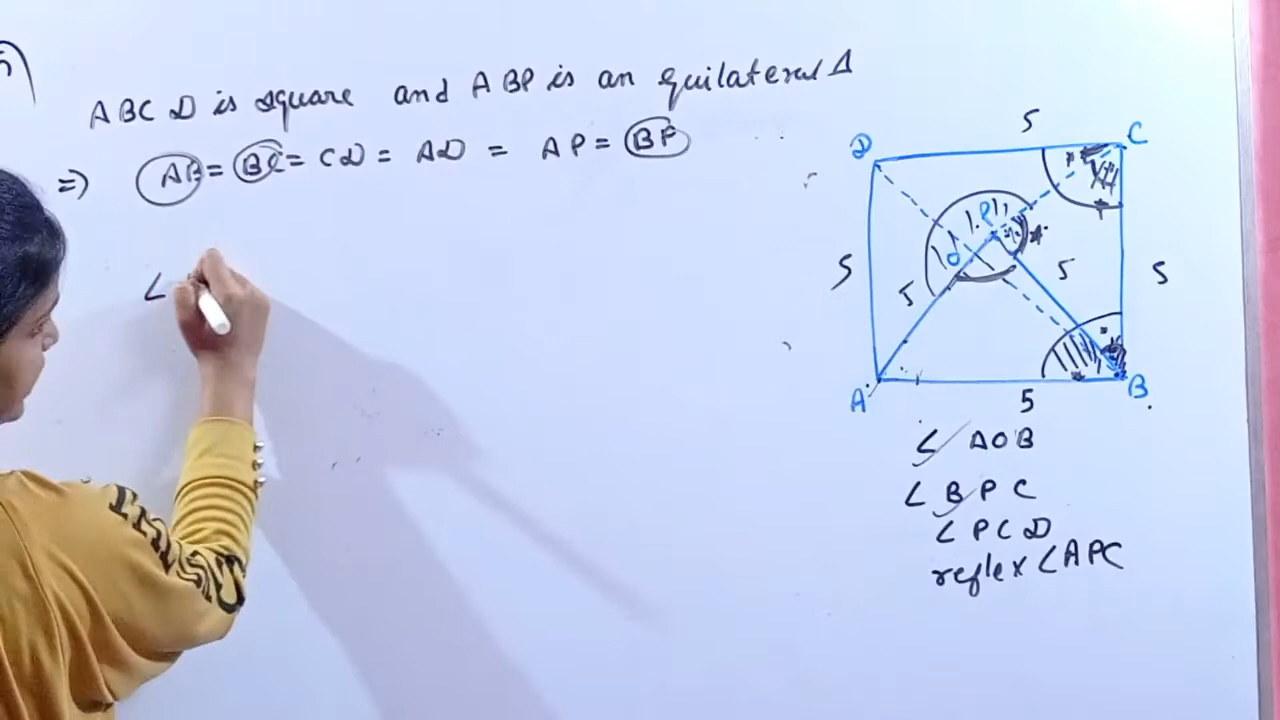 ABCD is square and ABP is an equilateral Δ
=) AB = BC = CD = AD = AP = BP
∠
5
D
C
P
O
5
5
5
5
A
B
5
∠ AOB
∠ BPC
∠ PCD
reflex ∠APC